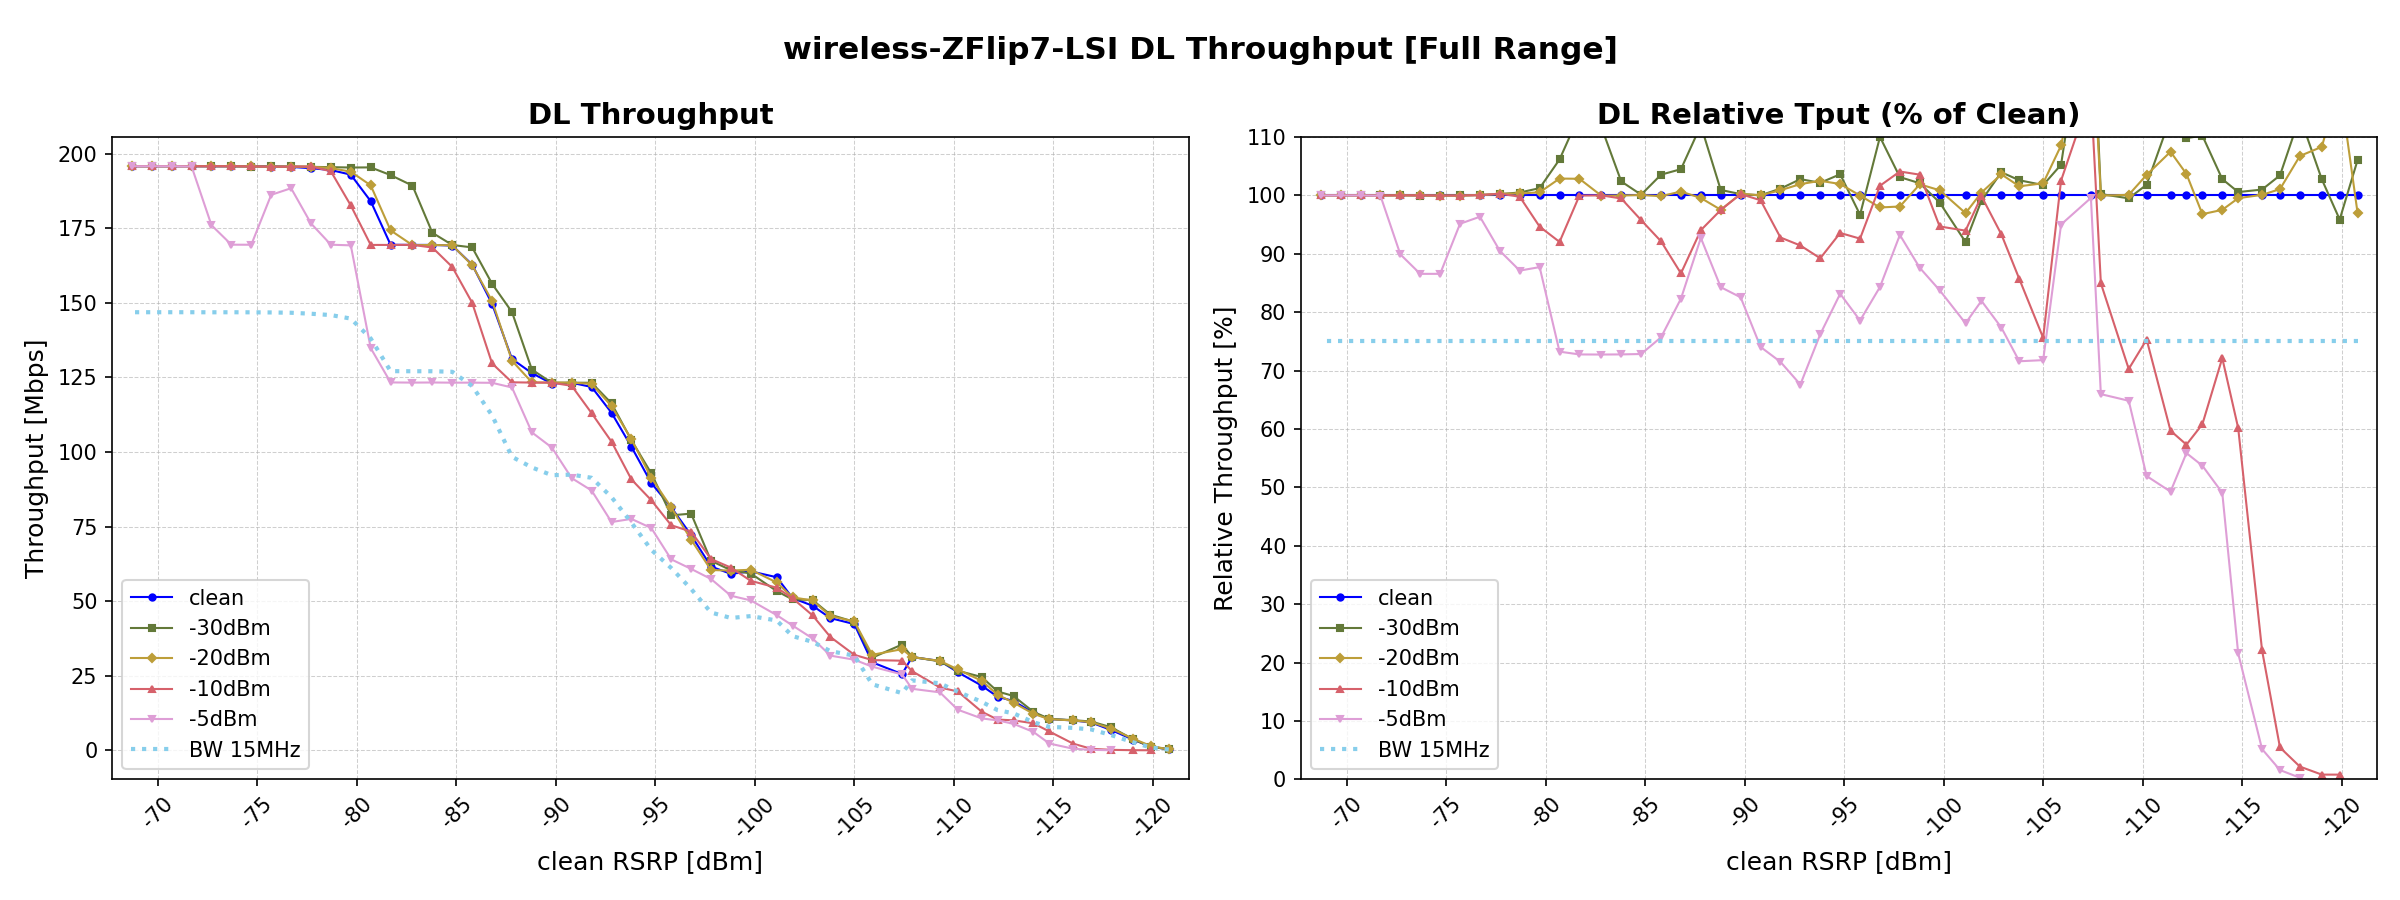 wireless-ZFlip7-LSI DL Throughput [Full Range]
DL Throughput
200
175
150
125
100
75
50
25
0
Throughput [Mbps]
clean
-30dBm
-20dBm
-10dBm
-5dBm
BW 15MHz
-70
-75
-80
-85
-90
-95
-100
-105
-110
-115
-120
clean RSRP [dBm]
DL Relative Tput (% of Clean)
110
100
90
80
70
60
50
40
30
20
10
0
Relative Throughput [%]
clean
-30dBm
-20dBm
-10dBm
-5dBm
BW 15MHz
-70
-75
-80
-85
-90
-95
-100
-105
-110
-115
-120
clean RSRP [dBm]